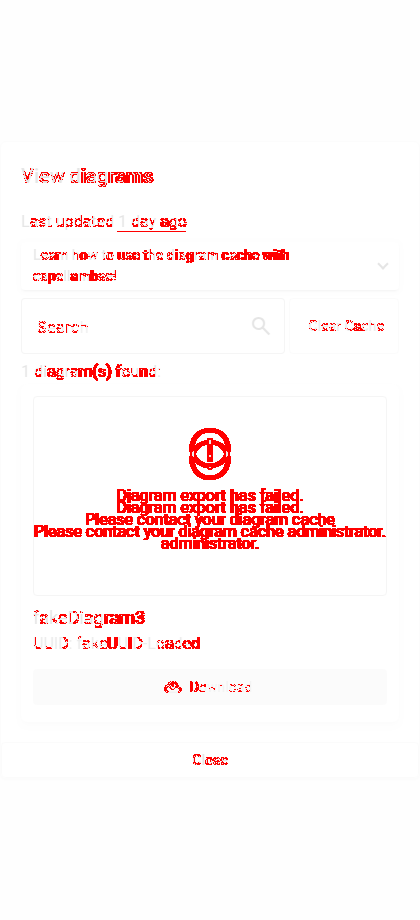 View diagrams
Last updated 1 day ago
Learn how to use the diagram cache with
capellambse!
Search
Clear Cache
1 diagram(s) found:
Diagram export has failed.
Diagram export has failed.
Please contact your diagram cache
Please contact your diagram cache administrator.
administrator.
fakeDiagram3
UUID: fakeUUID Loaded
Download
Close